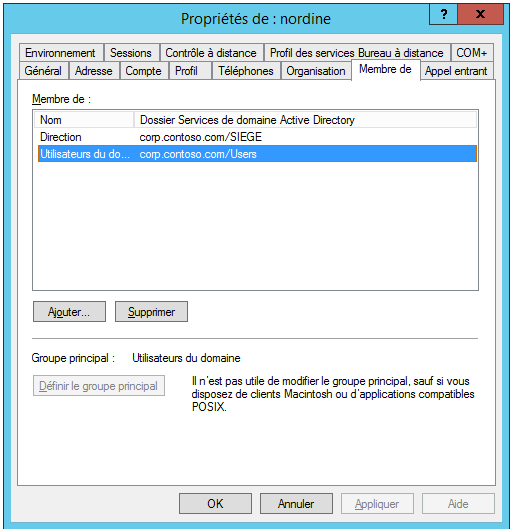 Propriétés de : nordine
? x
Environnement Sessions Contrôle à distance Profil des services Bureau à distance COM+
Général Adresse Compte Profil Téléphones Organisation Membre de Appel entrant
Membre de :
Nom Dossier Services de domaine Active Directory
Direction corp.contoso.com/SIEGE
Utilisateurs du do... corp.contoso.com/Users
Ajouter... Supprimer
Groupe principal : Utilisateurs du domaine
Définir le groupe principal
Il n'est pas utile de modifier le groupe principal, sauf si vous
disposez de clients Macintosh ou d'applications compatibles
POSIX.
OK Annuler Appliquer Aide